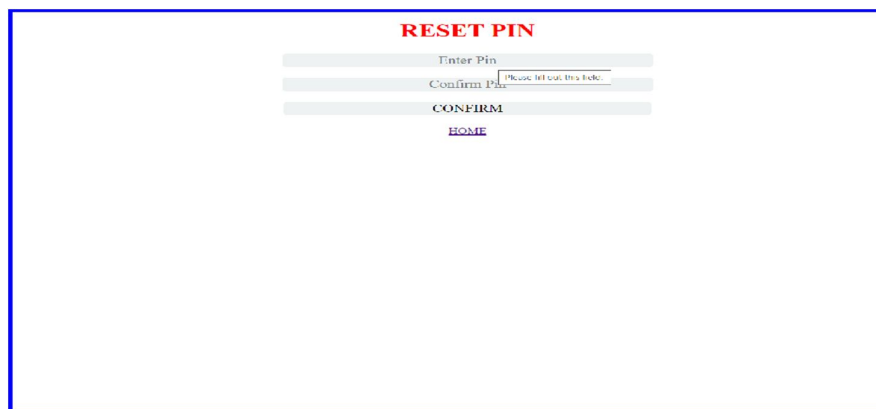 RESET PIN
Enter Pin
Please fill out this field.
Confirm Pin
CONFIRM
HOME